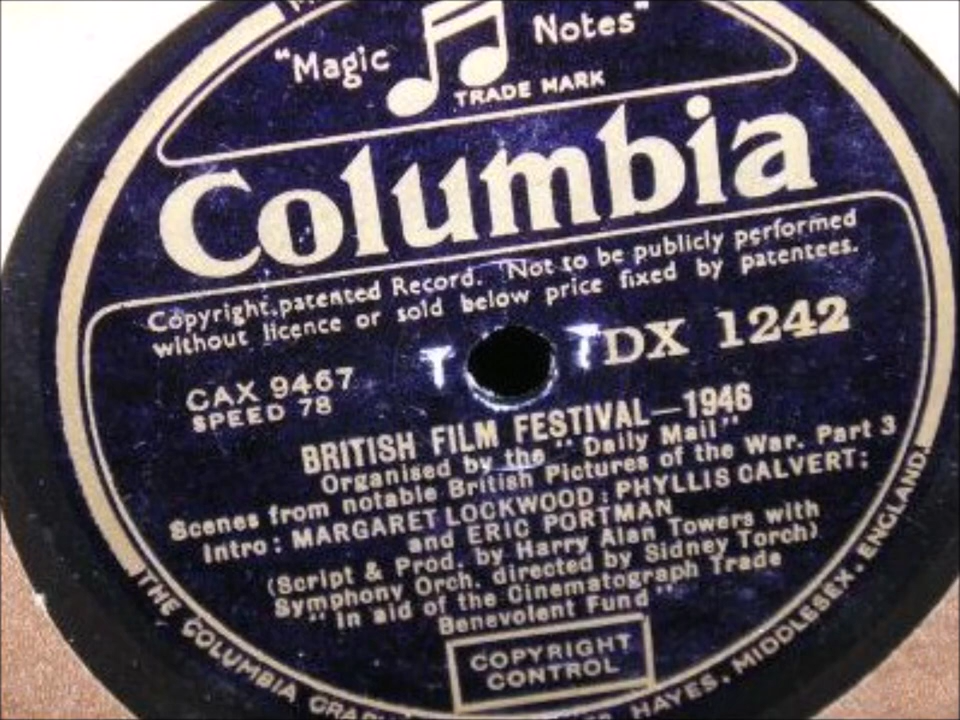 "Magic Notes"
TRADE MARK
Columbia
Copyright, patented Record. Not to be publicly performed
without licence or sold below price fixed by patentees.
T T
DX 1242
CAX 9467
SPEED 78
BRITISH FILM FESTIVAL—1946
Organised by the "Daily Mail"
Scenes from notable British Pictures of the War. Part 3
Intro: MARGARET LOCKWOOD; PHYLLIS CALVERT;
and ERIC PORTMAN
(Script & Prod. by Harry Alan Towers with
Symphony Orch. directed by Sidney Torch)
"In aid of the Cinematograph Trade
Benevolent Fund"
COPYRIGHT
CONTROL
THE COLUMBIA HAYES, MIDDLESEX, ENGLAND.